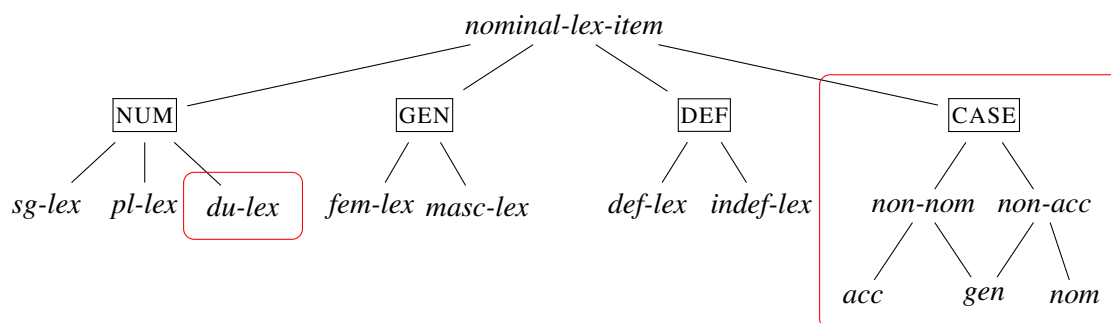 nominal-lex-item
NUM GEN DEF CASE
sg-lex pl-lex du-lex fem-lex masc-lex def-lex indef-lex non-nom non-acc
acc gen nom